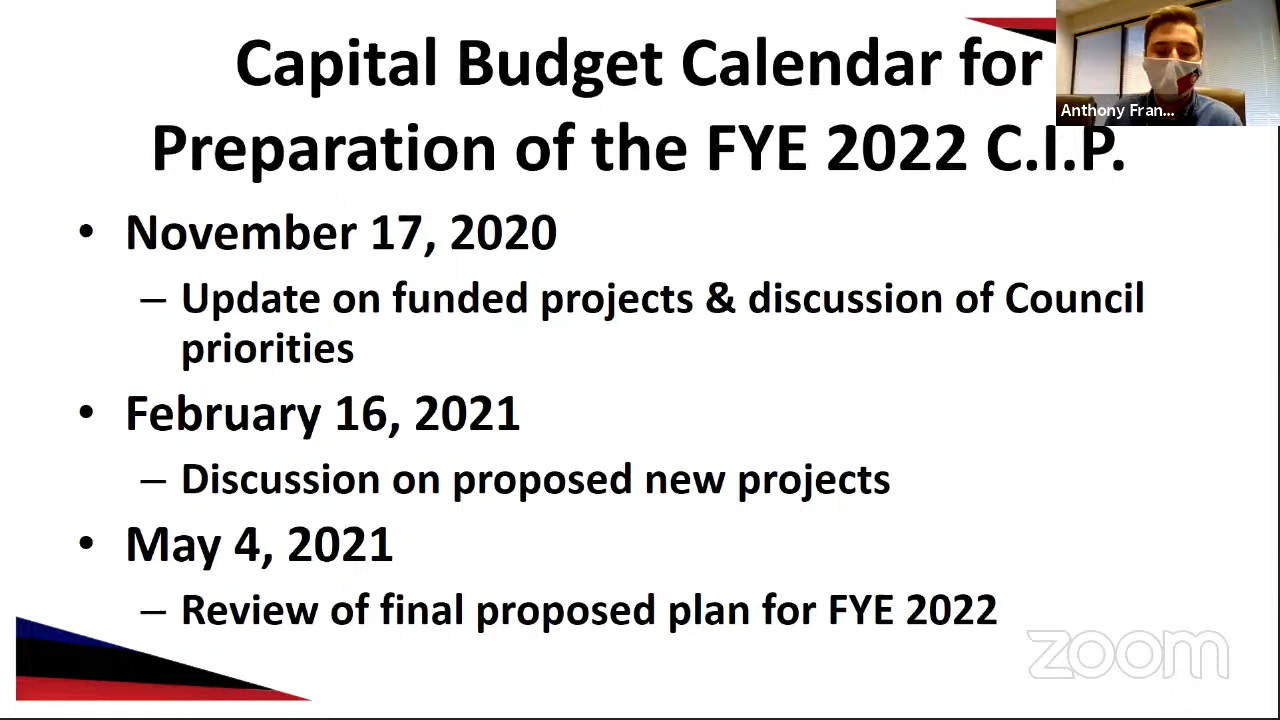 Capital Budget Calendar for
Preparation of the FYE 2022 C.I.P.
Anthony Fran...
• November 17, 2020
– Update on funded projects & discussion of Council
priorities
• February 16, 2021
– Discussion on proposed new projects
• May 4, 2021
– Review of final proposed plan for FYE 2022
zoom